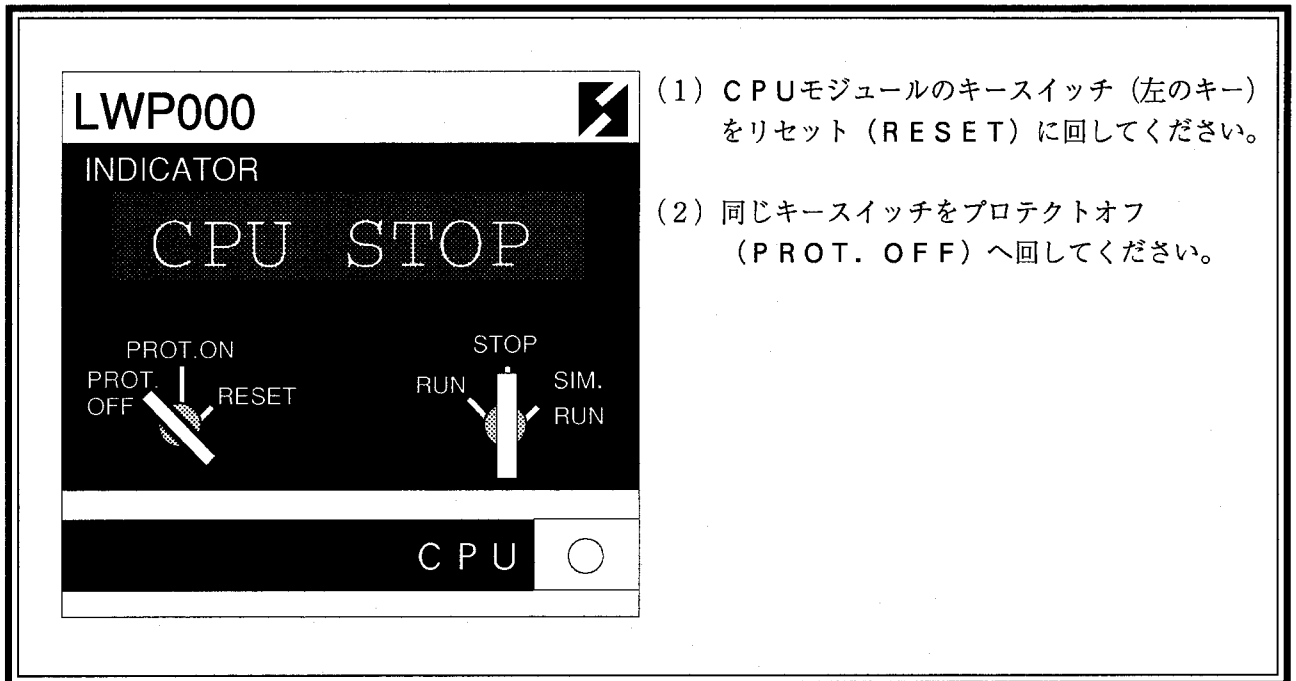 LWP000
INDICATOR
CPU STOP
PROT.ON
PROT.
OFF
RESET
STOP
RUN
SIM.
RUN
CPU
(1) CPUモジュールのキースイッチ (左のキー)
をリセット (RESET) に回してください。
(2) 同じキースイッチをプロテクトオフ
(PROT. OFF) へ回してください。